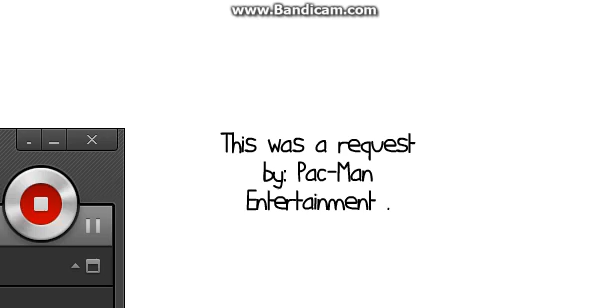 www.Bandicam.com
This was a request
by: Pac-Man
Entertainment .